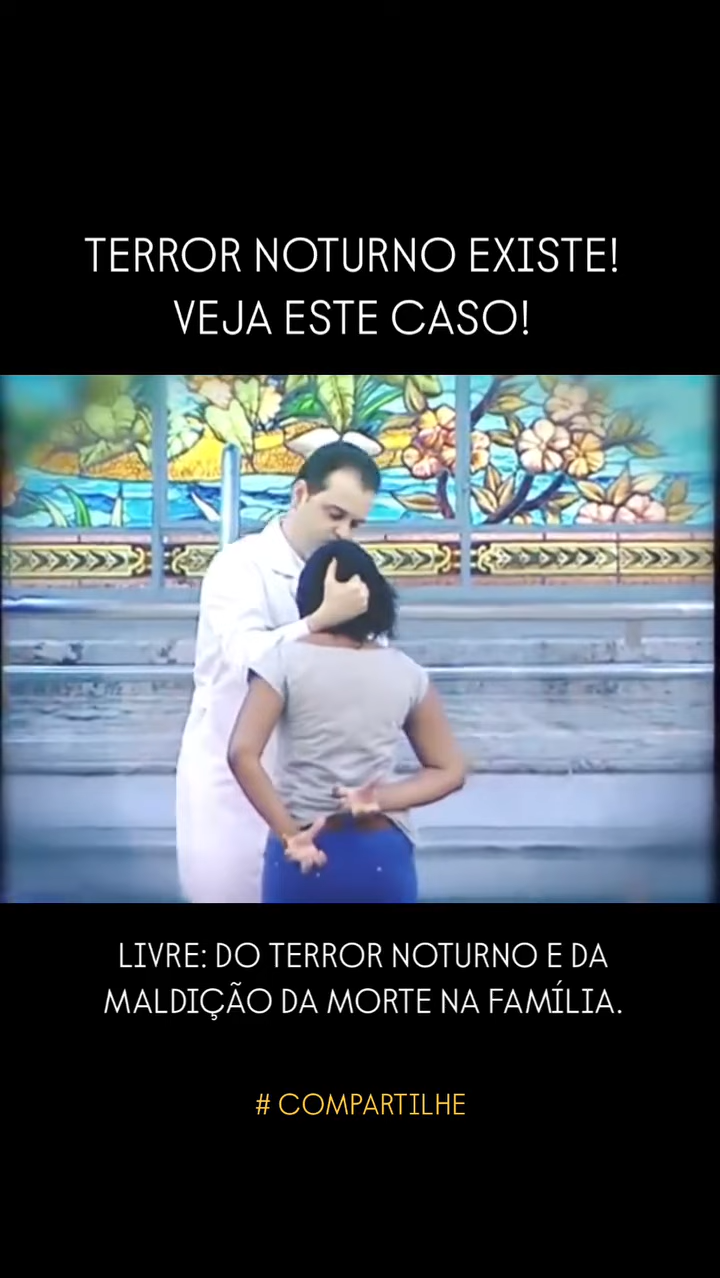 TERROR NOTURNO EXISTE!
VEJA ESTE CASO!
LIVRE: DO TERROR NOTURNO E DA
MALDIÇÃO DA MORTE NA FAMÍLIA.
# COMPARTILHE